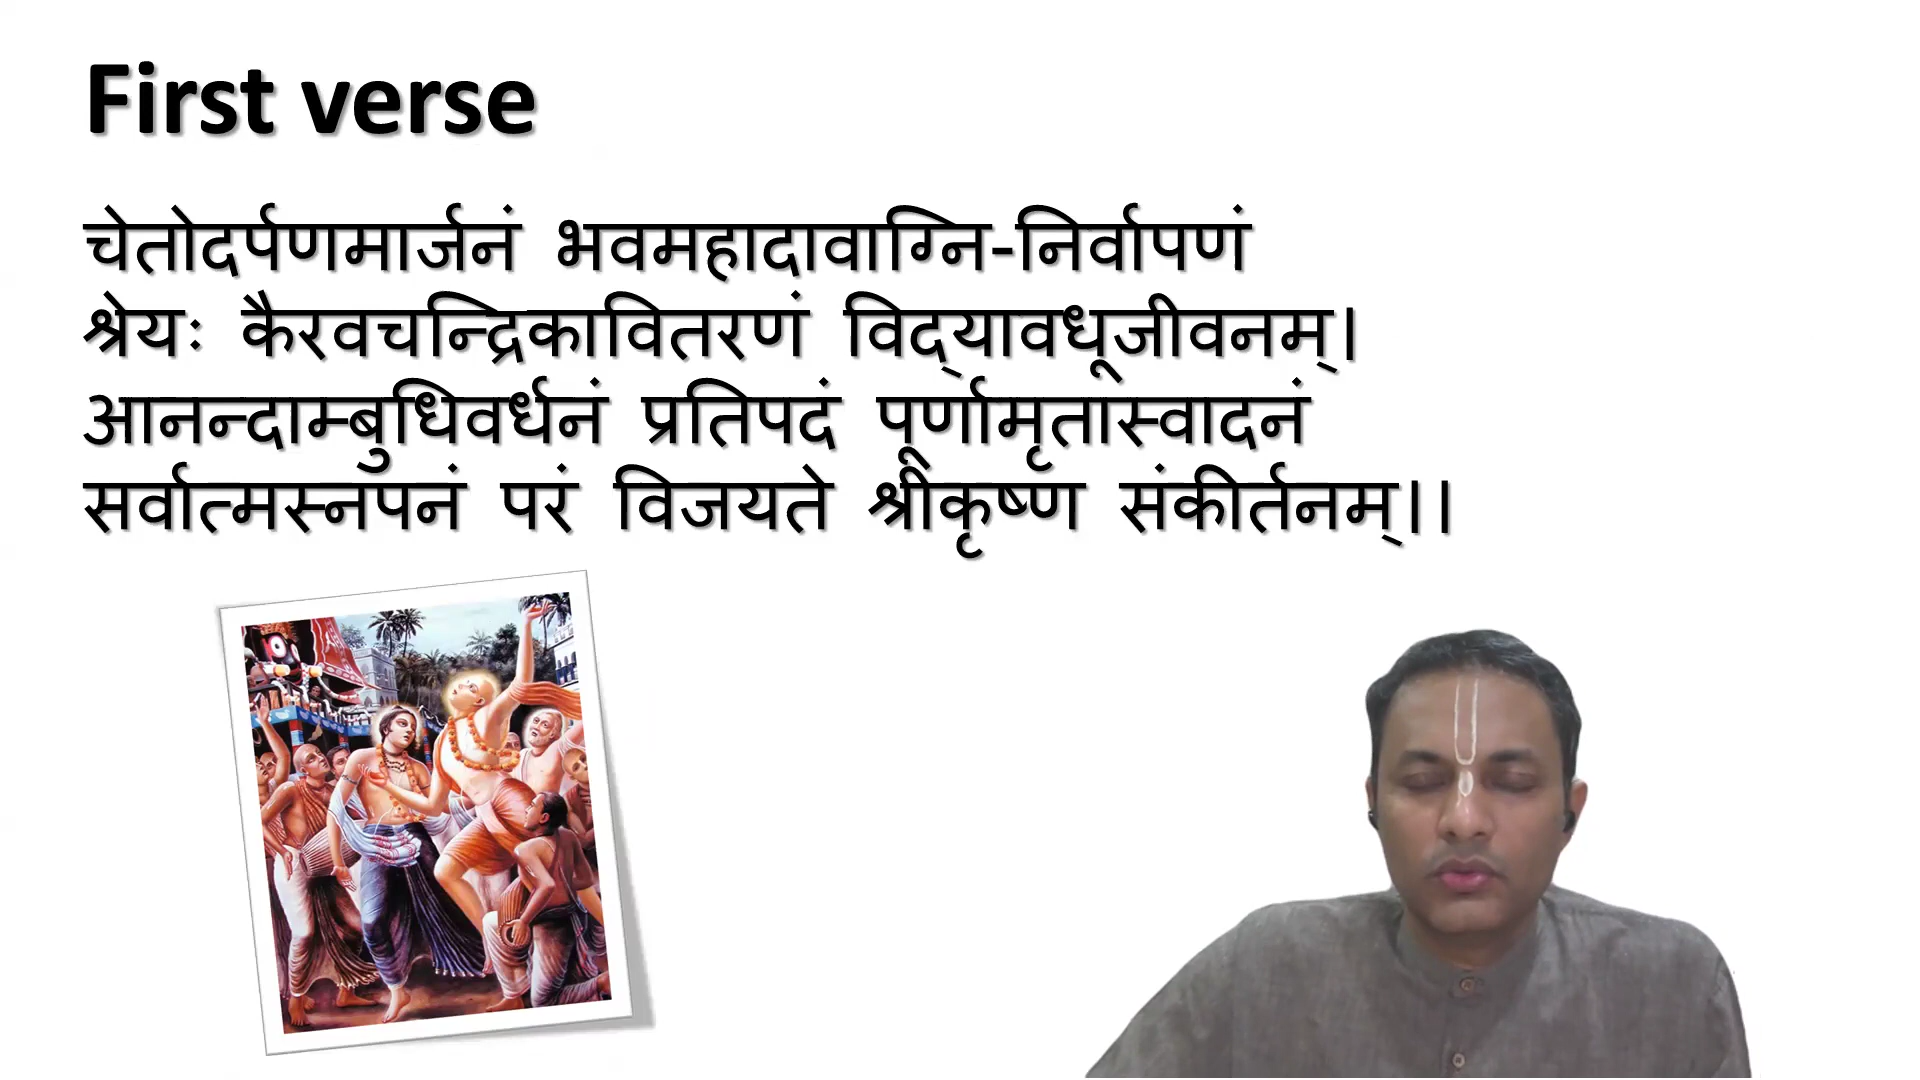 First verse
चेतोदर्पणमार्जनं भवमहादावाग्नि-निर्वापणं
श्रेयः कैरवचन्द्रिकावितरणं विद्यावधूजीवनम्।
आनन्दाम्बुधिवर्धनं प्रतिपदं पूर्णामृतास्वादनं
सर्वात्मस्नपनं परं विजयते श्रीकृष्ण संकीर्तनम्।।